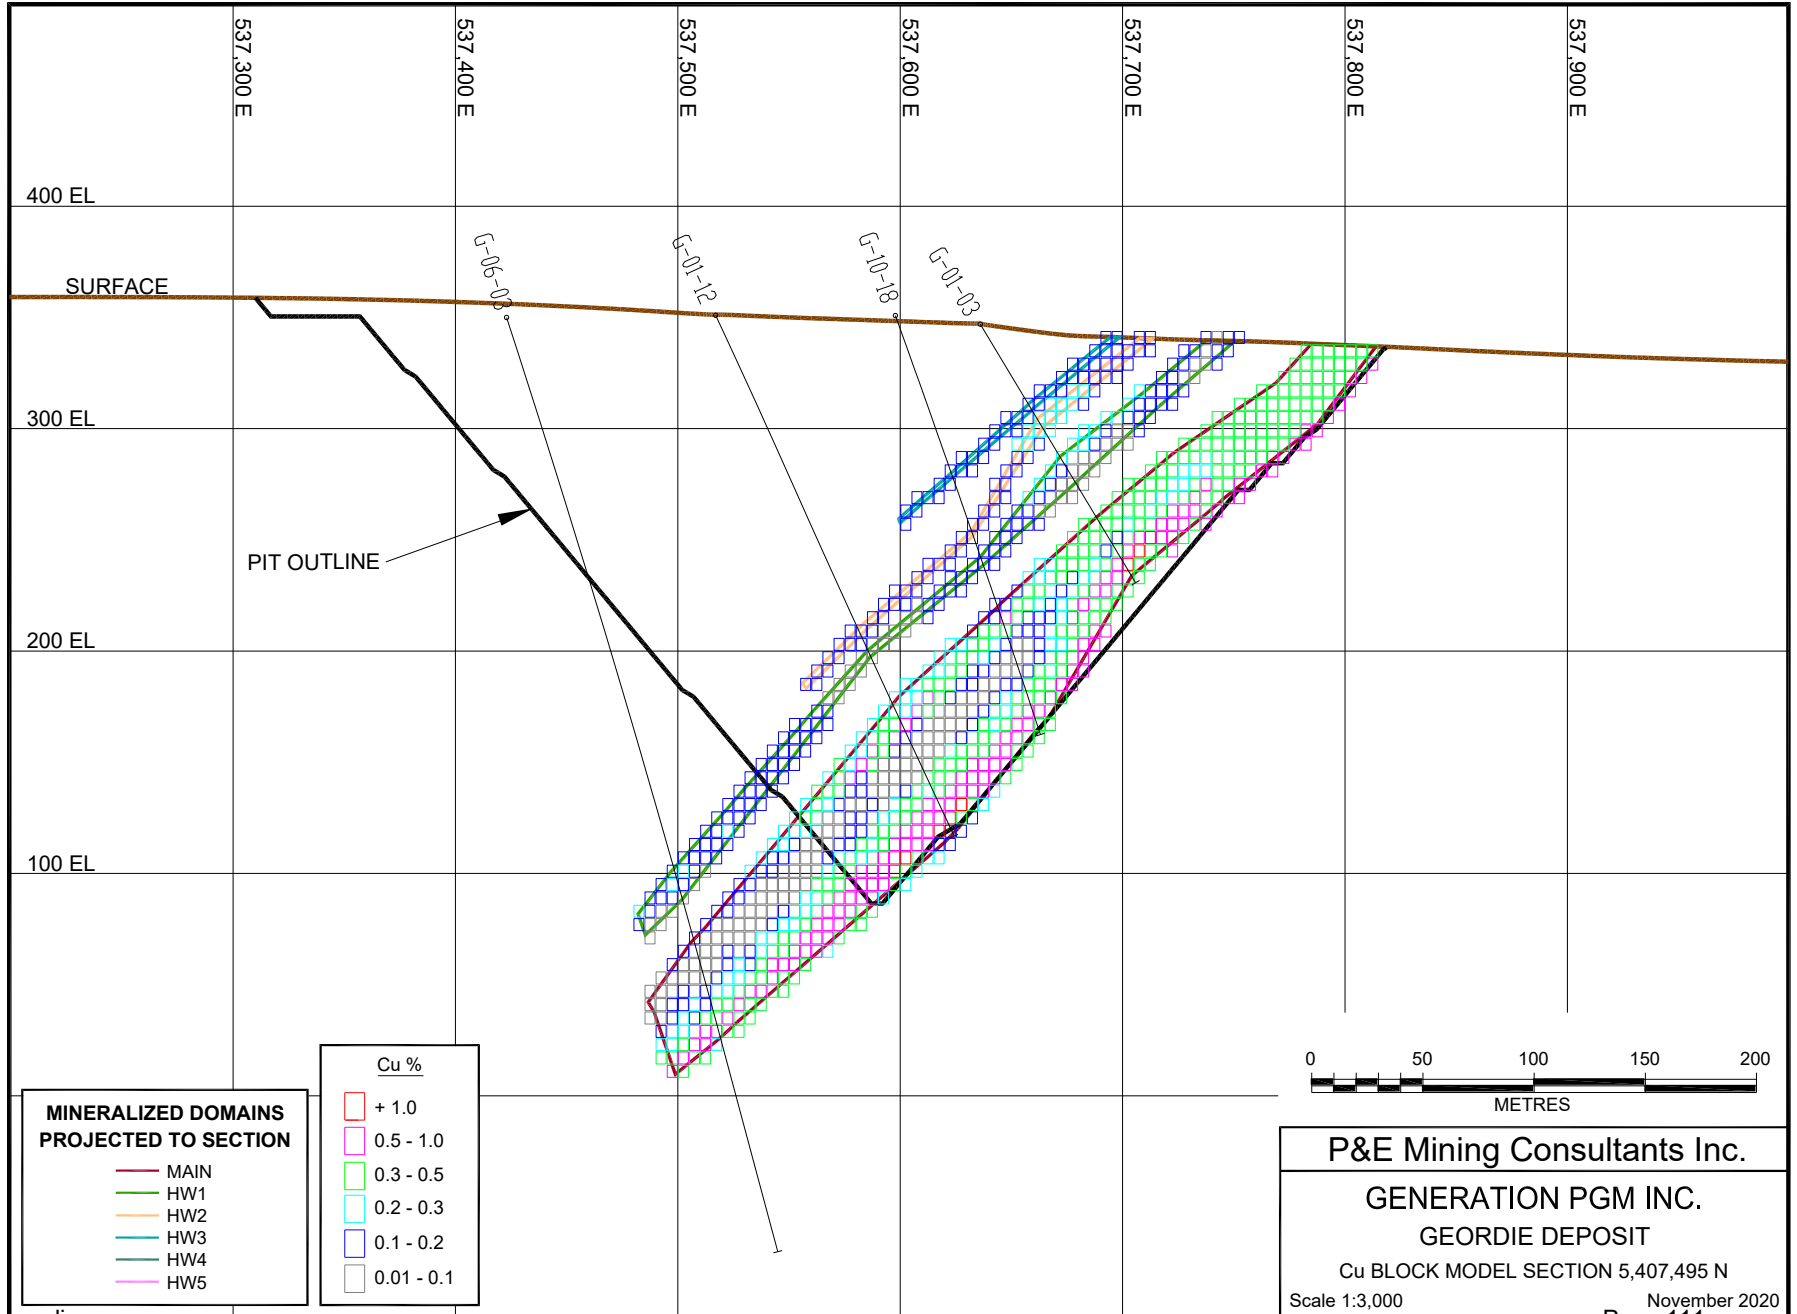 537,300 E
537,400 E
537,500 E
537,600 E
537,700 E
537,800 E
537,900 E
400 EL
SURFACE
G-06-03
G-01-12
G-10-18
G-01-03
300 EL
PIT OUTLINE
200 EL
100 EL
MINERALIZED DOMAINS
PROJECTED TO SECTION
MAIN
HW1
HW2
HW3
HW4
HW5
Cu %
+ 1.0
0.5 - 1.0
0.3 - 0.5
0.2 - 0.3
0.1 - 0.2
0.01 - 0.1
0 50 100 150 200
METRES
P&E Mining Consultants Inc.
GENERATION PGM INC.
GEORDIE DEPOSIT
Cu BLOCK MODEL SECTION 5,407,495 N
Scale 1:3,000 November 2020